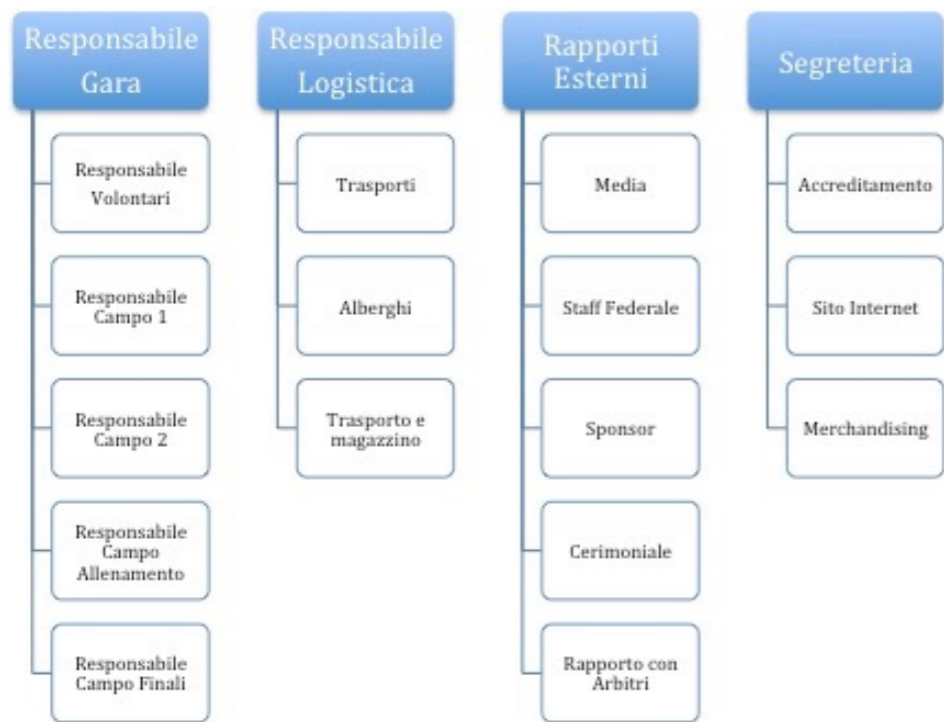 Responsabile
Gara
Responsabile
Volontari
Responsabile
Campo 1
Responsabile
Campo 2
Responsabile
Campo
Allenamento
Responsabile
Campo Finali
Responsabile
Logistica
Trasporti
Alberghi
Trasporto e
magazzino
Rapporti
Esterni
Media
Staff Federale
Sponsor
Cerimoniale
Rapporto con
Arbitri
Segreteria
Accreditamento
Sito Internet
Merchandising